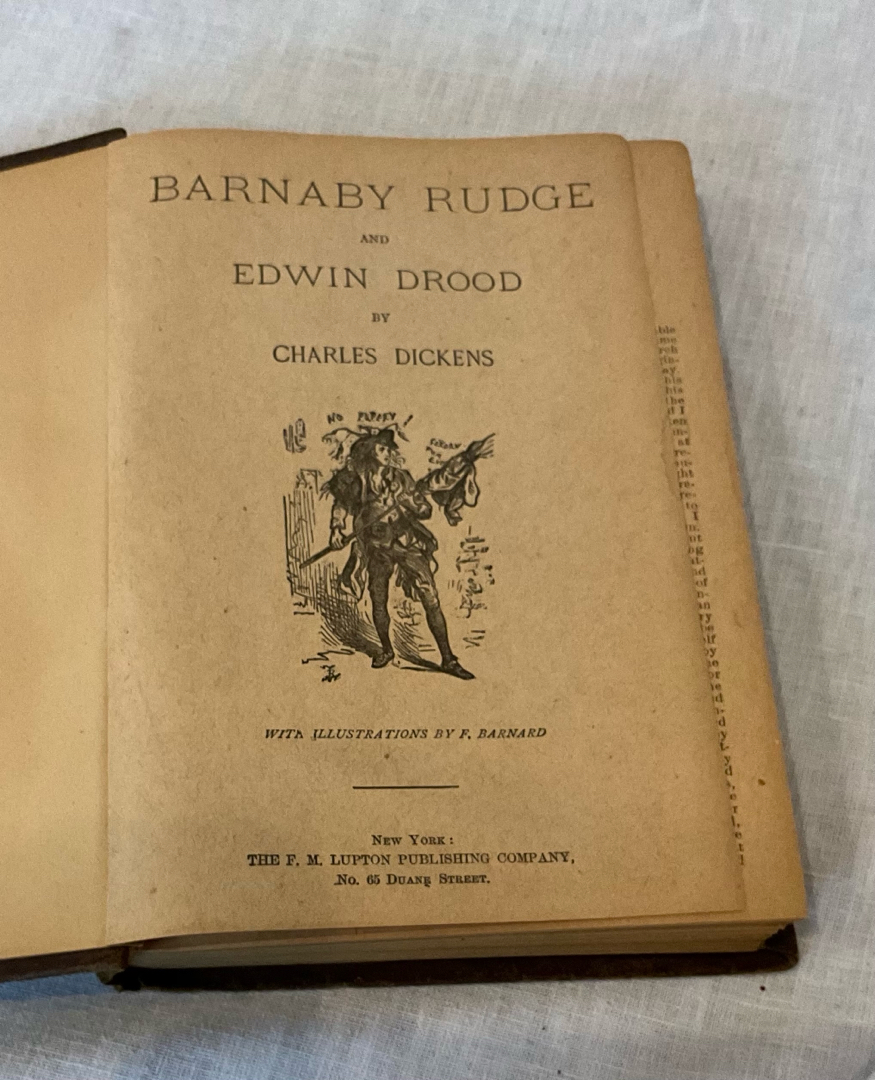 BARNABY RUDGE
AND
EDWIN DROOD
BY
CHARLES DICKENS
NO POPERY!
WITH ILLUSTRATIONS BY F. BARNARD
NEW YORK:
THE F. M. LUPTON PUBLISHING COMPANY,
No. 65 DUANE STREET.